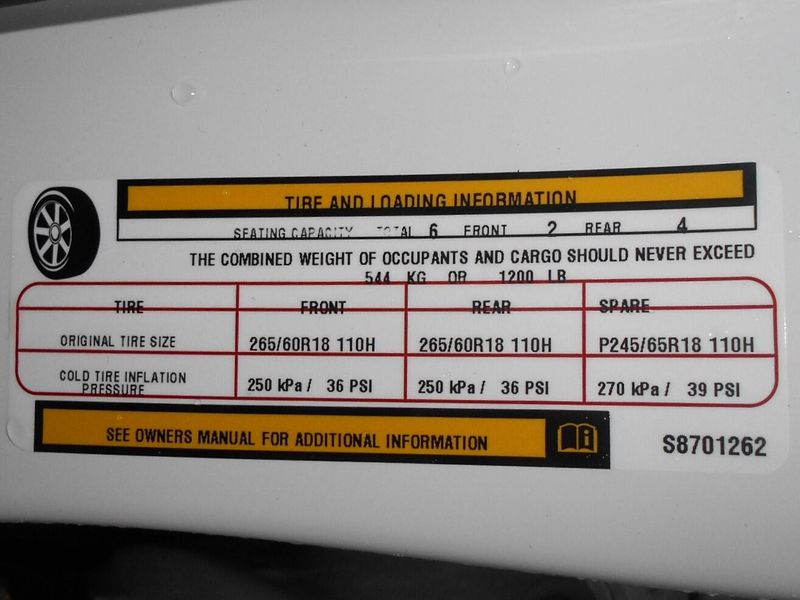 TIRE AND LOADING INFORMATION
SEATING CAPACITY TOTAL 6 FRONT 2 REAR 4
THE COMBINED WEIGHT OF OCCUPANTS AND CARGO SHOULD NEVER EXCEED
544 KG OR 1200 LB
TIRE FRONT REAR SPARE
ORIGINAL TIRE SIZE 265/60R18 110H 265/60R18 110H P245/65R18 110H
COLD TIRE INFLATION PRESSURE 250 kPa / 36 PSI 250 kPa / 36 PSI 270 kPa / 39 PSI
SEE OWNERS MANUAL FOR ADDITIONAL INFORMATION
S8701262